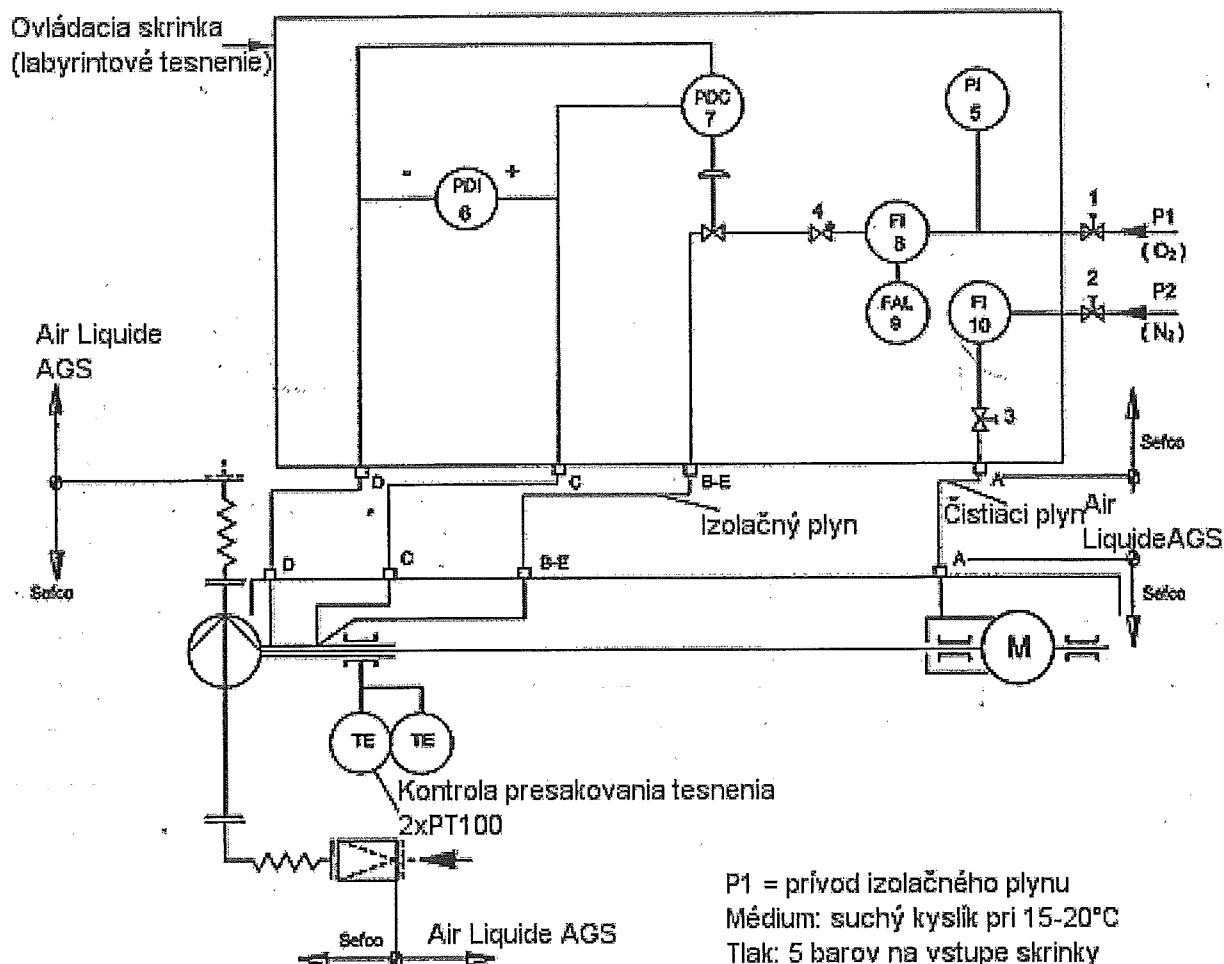 Ovládacia skrinka
(labyrintové tesnenie)
PDC
7
PI
5
-
+
PDI
6
4
FI
8
1
P1
(O₂)
FAL
9
FI
10
2
P2
(N₂)
Air Liquide
AGS
3
Sefco
D
C
B-E
A
Izolačný plyn
Čistiaci plyn
Air
Liquide AGS
Sefco
D
C
B-E
A
Sefco
M
TE
TE
Kontrola presakovania tesnenia
2xPT100
P1 = prívod izolačného plynu
Médium: suchý kyslík pri 15-20°C
Tlak: 5 barov na vstupe skrinky
Sefco
Air Liquide AGS